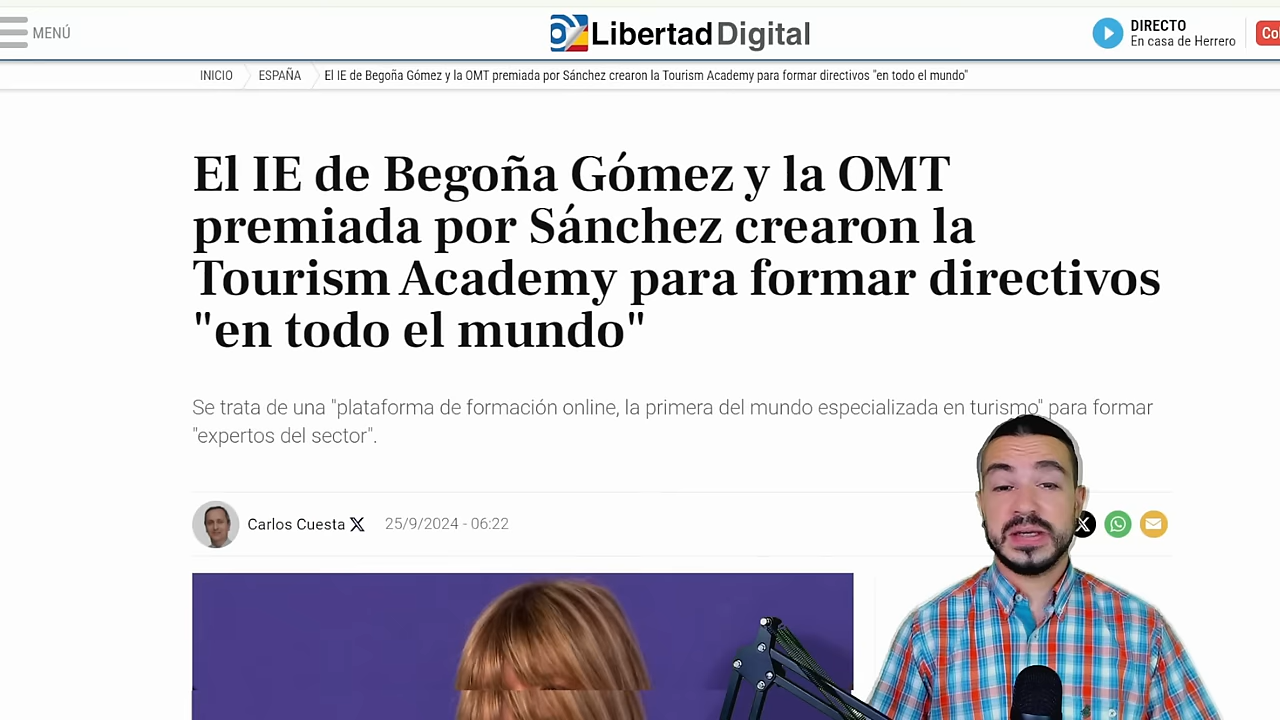 MENÚ
Libertad Digital
DIRECTO
En casa de Herrero
Co
INICIO
ESPAÑA
El IE de Begoña Gómez y la OMT premiada por Sánchez crearon la Tourism Academy para formar directivos "en todo el mundo"
El IE de Begoña Gómez y la OMT
premiada por Sánchez crearon la
Tourism Academy para formar directivos
"en todo el mundo"
Se trata de una "plataforma de formación online, la primera del mundo especializada en turismo" para formar
"expertos del sector".
Carlos Cuesta X
25/9/2024 - 06:22
X